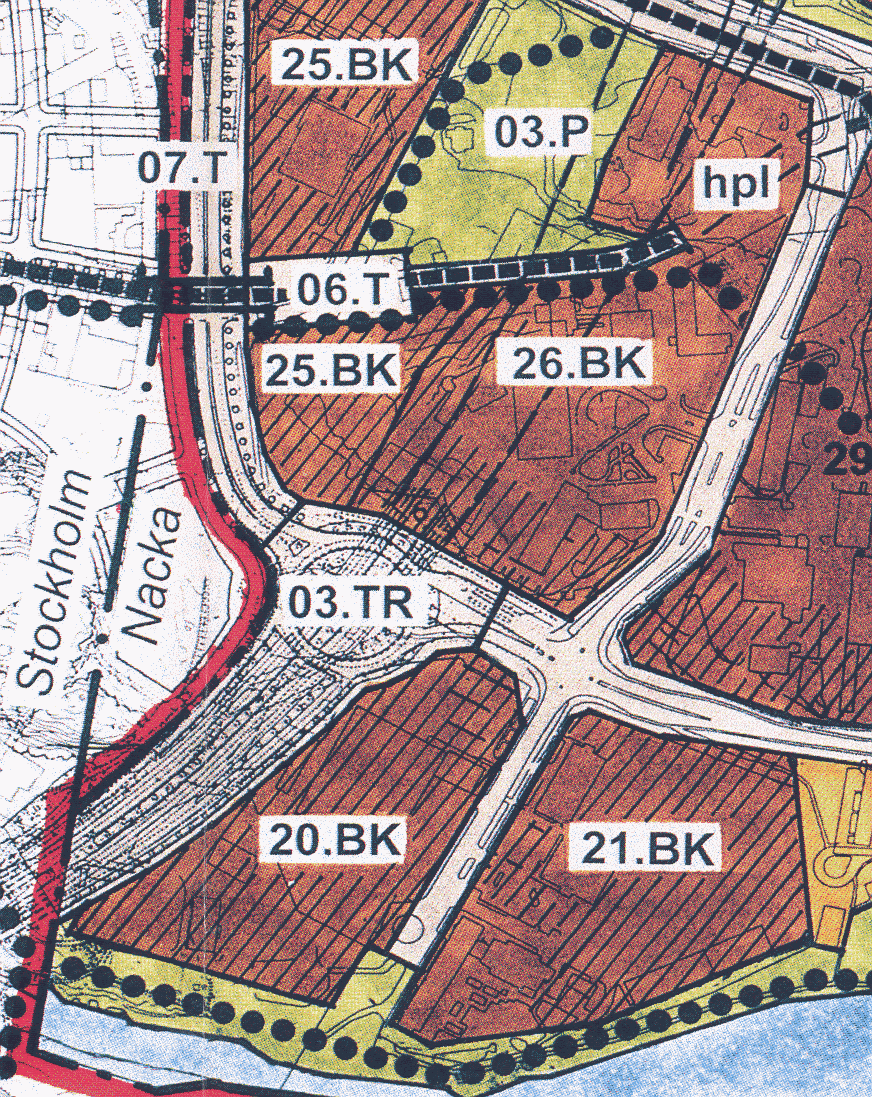 25.BK
03.P
07.T
hpl
06.T
25.BK
26.BK
29
Stockholm
Nacka
03.TR
20.BK
21.BK